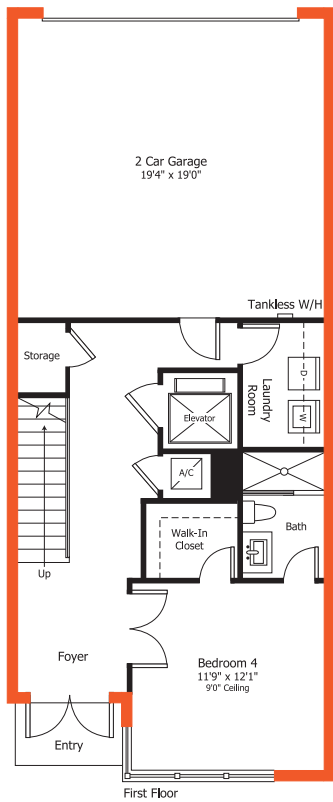 2 Car Garage
19'4" x 19'0"
Tankless W/H
Storage
D
Laundry
Room
W
Elevator
A/C
Walk-In
Closet
Bath
Up
Foyer
Bedroom 4
11'9" x 12'1"
9'0" Ceiling
Entry
First Floor